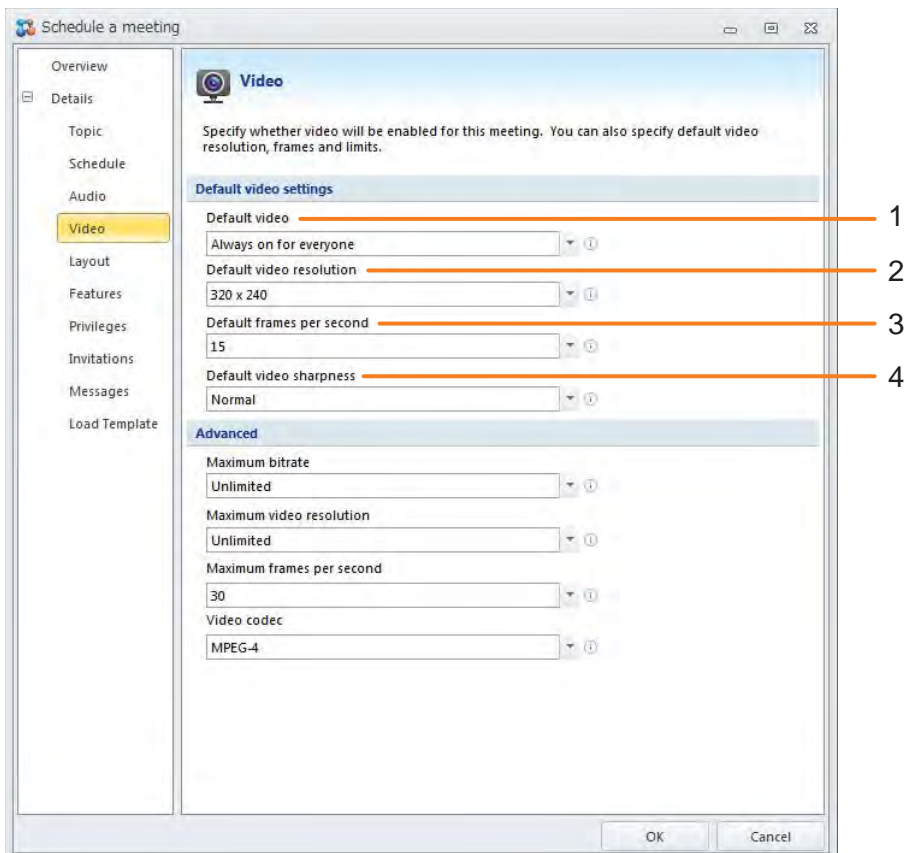 Schedule a meeting
Overview
Details
Topic
Schedule
Audio
Video
Layout
Features
Privileges
Invitations
Messages
Load Template
Video
Specify whether video will be enabled for this meeting. You can also specify default video
resolution, frames and limits.
Default video settings
Default video
1
Always on for everyone
Default video resolution
2
320 x 240
Default frames per second
3
15
Default video sharpness
4
Normal
Advanced
Maximum bitrate
Unlimited
Maximum video resolution
Unlimited
Maximum frames per second
30
Video codec
MPEG-4
OK
Cancel